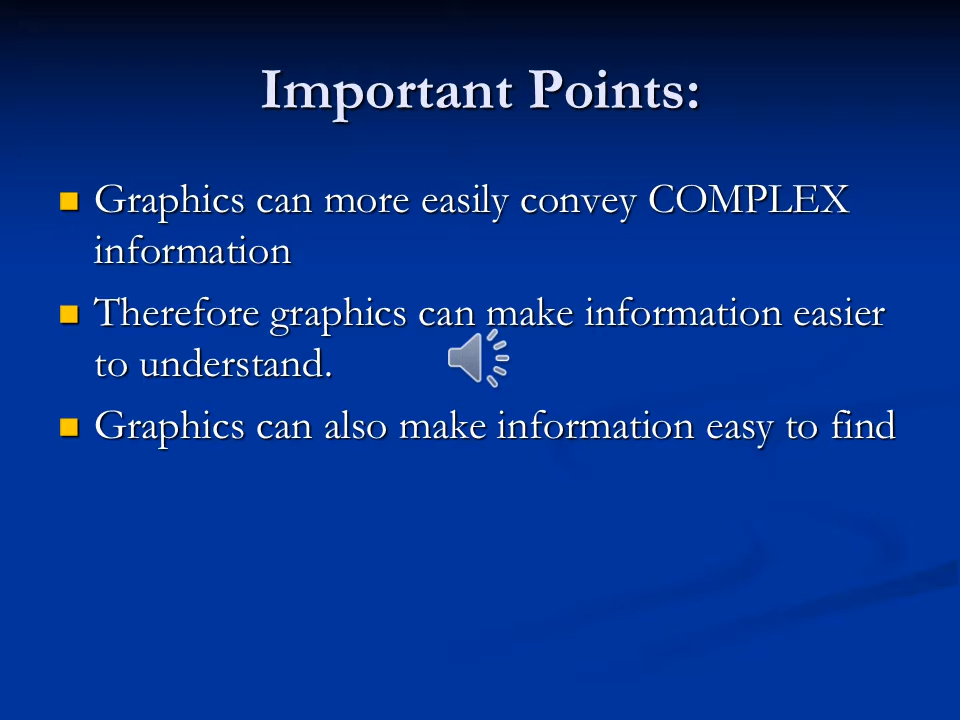 Important Points:
Graphics can more easily convey COMPLEX
information
Therefore graphics can make information easier
to understand.
Graphics can also make information easy to find